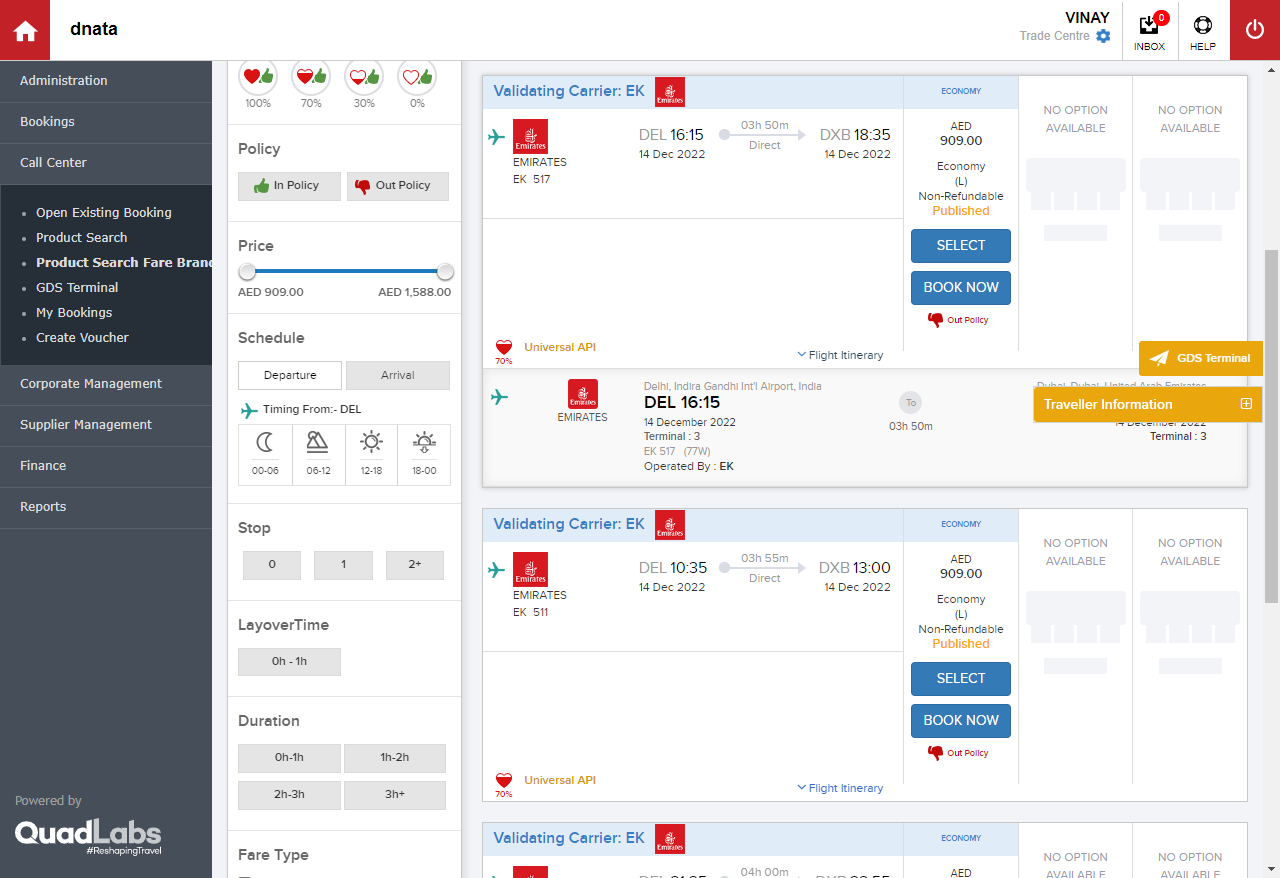 dnata
VINAY
Trade Centre
0
INBOX
HELP
Administration
Bookings
Call Center
Open Existing Booking
Product Search
Product Search Fare Bran
GDS Terminal
My Bookings
Create Voucher
Corporate Management
Supplier Management
Finance
Reports
Powered by
QuadLabs
#ReshapingTravel
100% 70% 30% 0%
Policy
In Policy Out Policy
Price
AED 909.00 AED 1,588.00
Schedule
Departure Arrival
Timing From:- DEL
00-06 06-12 12-18 18-00
Stop
0 1 2+
LayoverTime
0h - 1h
Duration
0h-1h 1h-2h
2h-3h 3h+
Fare Type
Validating Carrier: EK Emirates ECONOMY
Emirates
EMIRATES
EK 517
DEL 16:15
14 Dec 2022
03h 50m
Direct
DXB 18:35
14 Dec 2022
AED
909.00
Economy
(L)
Non-Refundable
Published
SELECT
BOOK NOW
Out Policy
NO OPTION
AVAILABLE
NO OPTION
AVAILABLE
70%
Universal API
Flight Itinerary
GDS Terminal
Traveller Information
Emirates
EMIRATES
Delhi, Indira Gandhi Int'l Airport, India
DEL 16:15
14 December 2022
Terminal : 3
EK 517 (77W)
Operated By : EK
To
03h 50m
Dubai, Dubai, United Arab Emirates
14 December 2022
Terminal : 3
Validating Carrier: EK Emirates ECONOMY
Emirates
EMIRATES
EK 511
DEL 10:35
14 Dec 2022
03h 55m
Direct
DXB 13:00
14 Dec 2022
AED
909.00
Economy
(L)
Non-Refundable
Published
SELECT
BOOK NOW
Out Policy
NO OPTION
AVAILABLE
NO OPTION
AVAILABLE
70%
Universal API
Flight Itinerary
Validating Carrier: EK Emirates ECONOMY
04h 00m
AED
NO OPTION
AVAILABLE
NO OPTION
AVAILABLE